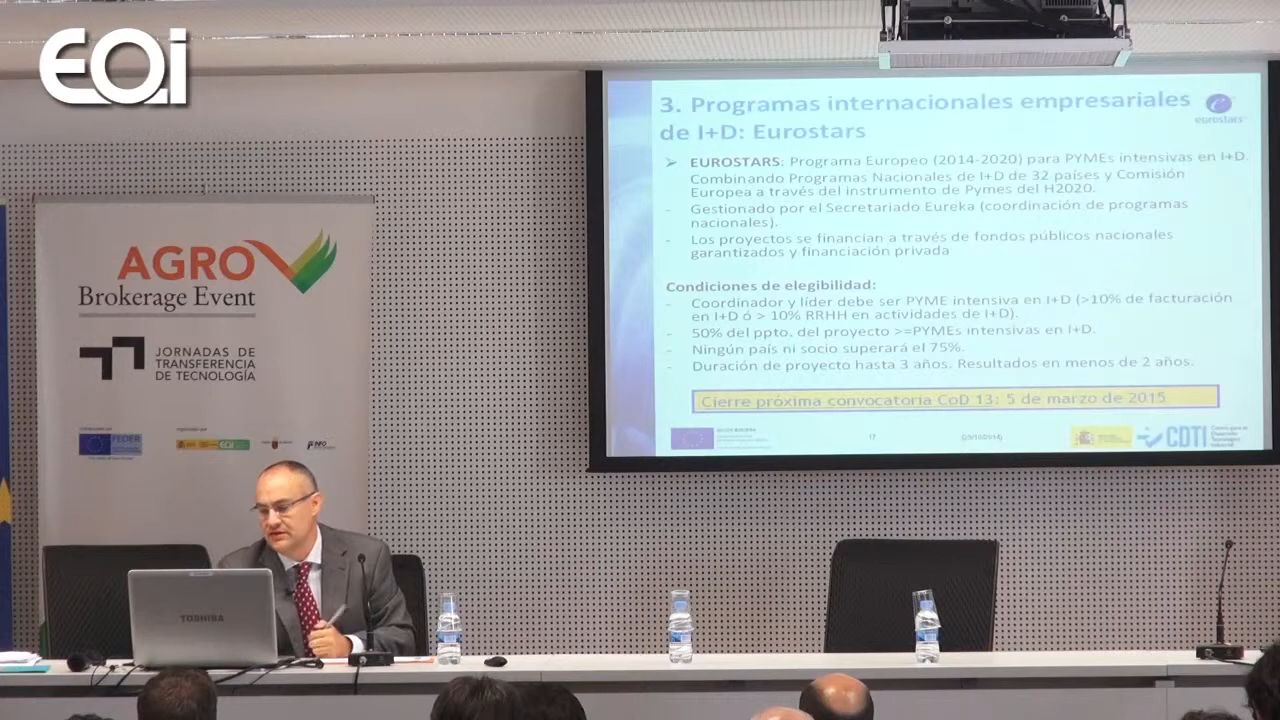 EOi
3. Programas internacionales empresariales
de I+D: Eurostars
eurostars
➤ EUROSTARS: Programa Europeo (2014-2020) para PYMEs intensivas en I+D.
Combinando Programas Nacionales de I+D de 32 países y Comisión
Europea a través del instrumento de Pymes del H2020.
- Gestionado por el Secretariado Eureka (coordinación de programas
nacionales).
- Los proyectos se financian a través de fondos públicos nacionales
garantizados y financiación privada
Condiciones de elegibilidad:
- Coordinador y líder debe ser PYME intensiva en I+D (>10% de facturación
en I+D ó > 10% RRHH en actividades de I+D).
- 50% del ppto. del proyecto >=PYMEs intensivas en I+D.
- Ningún país ni socio superará el 75%.
- Duración de proyecto hasta 3 años. Resultados en menos de 2 años.
Cierre próxima convocatoria CoD 13: 5 de marzo de 2015
17
CDTI
AGRO
Brokerage Event
JORNADAS DE
TRANSFERENCIA
DE TECNOLOGÍA
FEDER
EOi
INFO
TOSHIBA